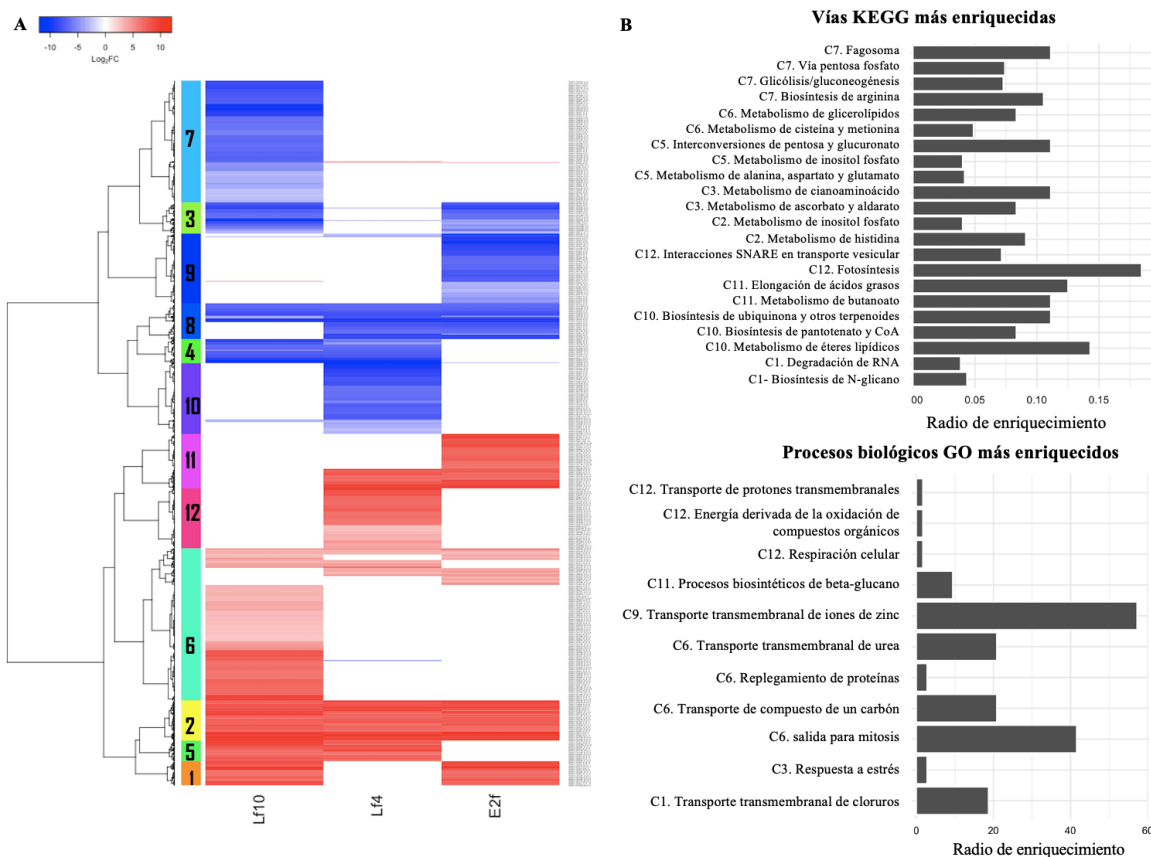 A
-10
-5
0
5
10
Log2FC
7
3
9
8
4
10
11
12
6
2
5
1
Lf10
Lf4
E2f
B
Vías KEGG más enriquecidas
C7. Fagosoma
C7. Vía pentosa fosfato
C7. Glicólisis/gluconeogénesis
C7. Biosíntesis de arginina
C6. Metabolismo de glicerolípidos
C6. Metabolismo de cisteína y metionina
C5. Interconversiones de pentosa y glucuronato
C5. Metabolismo de inositol fosfato
C5. Metabolismo de alanina, aspartato y glutamato
C3. Metabolismo de cianoaminoácido
C3. Metabolismo de ascorbato y aldarato
C2. Metabolismo de inositol fosfato
C2. Metabolismo de histidina
C12. Interacciones SNARE en transporte vesicular
C12. Fotosíntesis
C11. Elongación de ácidos grasos
C11. Metabolismo de butanoato
C10. Biosíntesis de ubiquinona y otros terpenoides
C10. Biosíntesis de pantotenato y CoA
C10. Metabolismo de éteres lipídicos
C1. Degradación de RNA
C1- Biosíntesis de N-glicano
00
0.05
0.10
0.15
Radio de enriquecimiento
Procesos biológicos GO más enriquecidos
C12. Transporte de protones transmembranales
C12. Energía derivada de la oxidación de
compuestos orgánicos
C12. Respiración celular
C11. Procesos biosintéticos de beta-glucano
C9. Transporte transmembranal de iones de zinc
C6. Transporte transmembranal de urea
C6. Replegamiento de proteínas
C6. Transporte de compuesto de un carbón
C6. salida para mitosis
C3. Respuesta a estrés
C1. Transporte transmembranal de cloruros
0
20
40
60
Radio de enriquecimiento